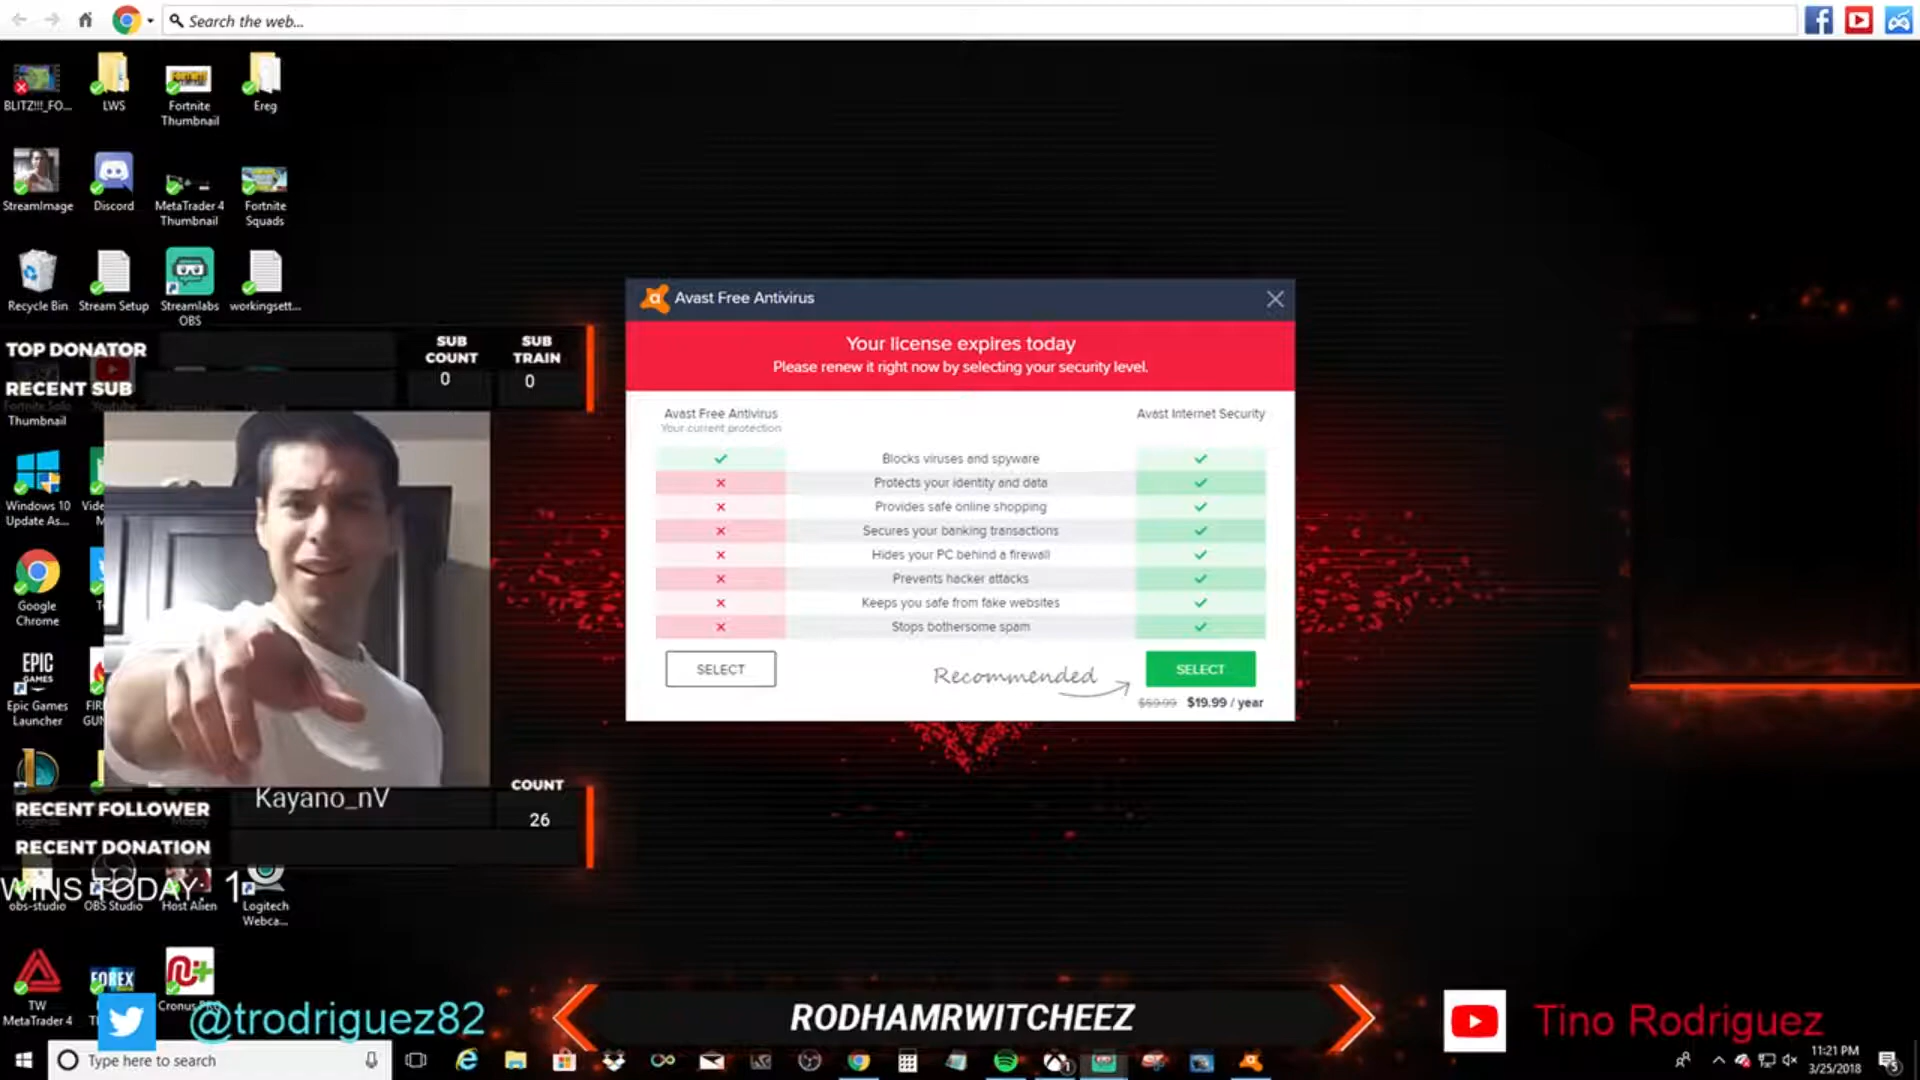 Search the web...
BLITZ!!!_FO...
LWS
Fortnite Thumbnail
Ereg
StreamImage
Discord
MetaTrader 4 Thumbnail
Fortnite Squads
Recycle Bin
Stream Setup
Streamlabs OBS
workingsett...
TOP DONATOR
SUB COUNT
0
SUB TRAIN
0
RECENT SUB
Thumbnail
Windows 10 Update As...
Google Chrome
EPIC GAMES
Epic Games Launcher
Avast Free Antivirus
Your license expires today
Please renew it right now by selecting your security level.
Avast Free Antivirus
Your current protection
Avast Internet Security
Blocks viruses and spyware
Protects your identity and data
Provides safe online shopping
Secures your banking transactions
Hides your PC behind a firewall
Prevents hacker attacks
Keeps you safe from fake websites
Stops bothersome spam
SELECT
Recommended
SELECT
$59.99 $19.99 / year
Kayano_nV
COUNT
26
RECENT FOLLOWER
RECENT DONATION
WINS TODAY: 1
obs-studio
OBS Studio
Host Alien
Logitech Webca...
TW MetaTrader 4
FOREX
@trodriguez82
RODHAMRWITCHEEZ
Tino Rodriguez
Type here to search
11:21 PM
3/25/2018
5